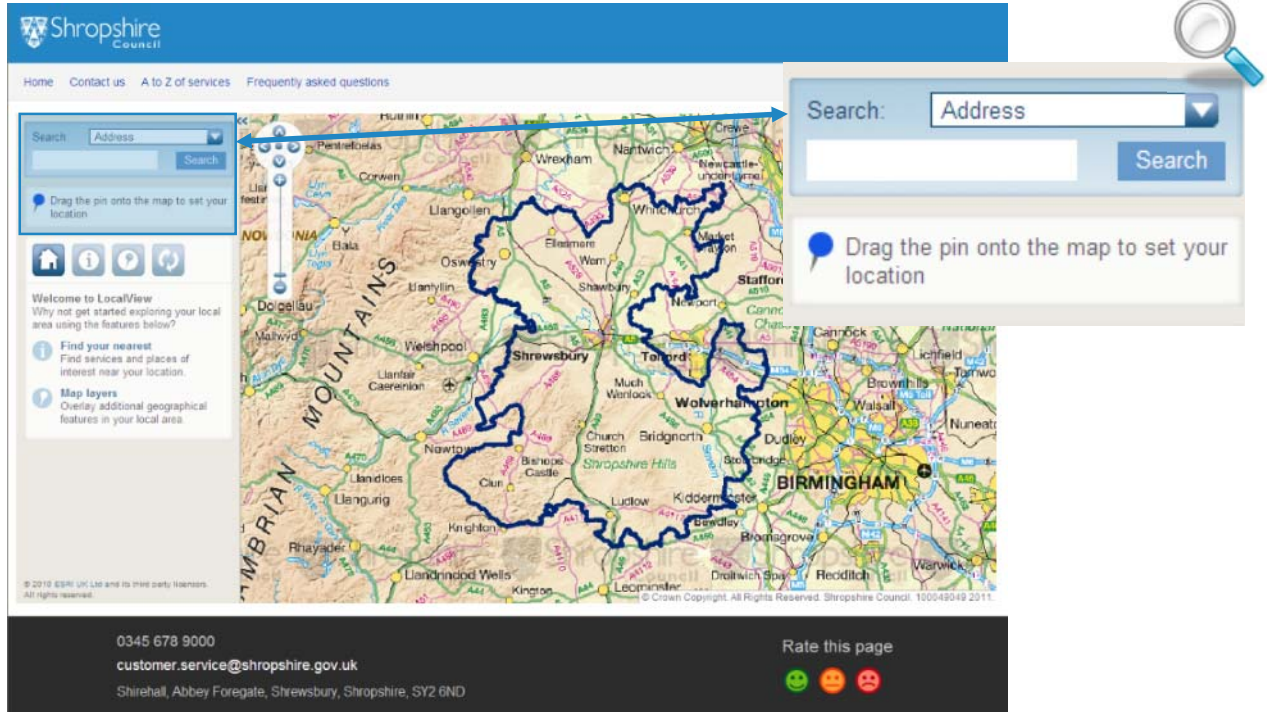 Shropshire
Council
Home Contact us A to Z of services Frequently asked questions
Search: Address
Search
Drag the pin onto the map to set your
location
Search: Address
Search
Drag the pin onto the map to set your
location
Welcome to LocalView
Why not get started exploring your local
area using the features below?
Find your nearest
Find services and places of
interest near your location.
Map layers
Overlay additional geographical
features in your local area.
© 2010 ESRI UK Ltd and its third party licensors.
All rights reserved.
Crewe
Pentrefoelas
Wrexham
Nantwich
Newcastle-
Corwen
Llangollen
Whitchurch
Bala
Ellesmere
Market
Drayton
Oswestry
Wem
Llanfyllin
Shawbury
Newport
Dolgellau
Cannock
Mallwyd
Welshpool
Shrewsbury
Telford
Lichfield
Llanfair
Caereinion
Much
Wenlock
Brownhills
Wolverhampton
Walsall
Church
Stretton
Bridgnorth
Dudley
Newtown
Bishops
Castle
Shropshire Hills
Stourbridge
BIRMINGHAM
Llanidloes
Clun
Llangurig
Ludlow
Kidderminster
Knighton
Bewdley
Bromsgrove
Rhayader
Llandrindod Wells
Droitwich Spa
Redditch
Warwick
Kington
Leominster
CAMBRIAN MOUNTAINS
© Crown Copyright. All Rights Reserved. Shropshire Council. 100049049 2011.
0345 678 9000
customer.service@shropshire.gov.uk
Shirehall, Abbey Foregate, Shrewsbury, Shropshire, SY2 6ND
Rate this page